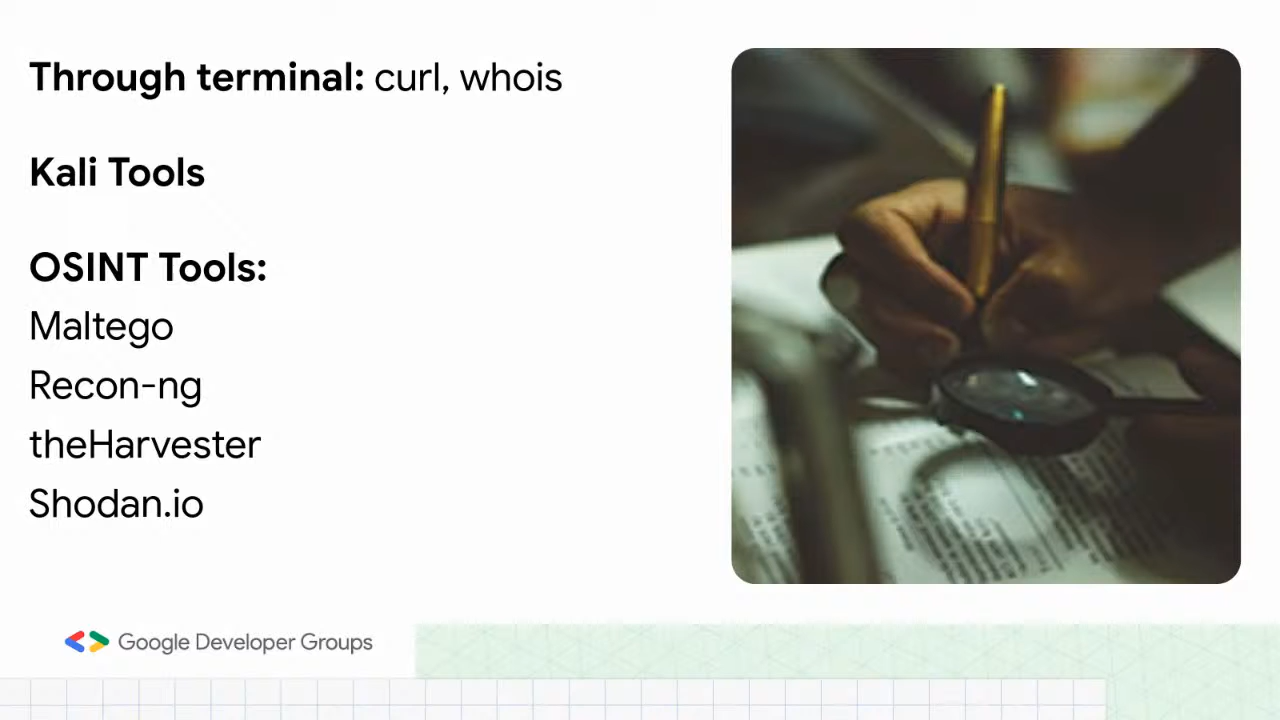 Through terminal: curl, whois
Kali Tools
OSINT Tools:
Maltego
Recon-ng
theHarvester
Shodan.io
Google Developer Groups